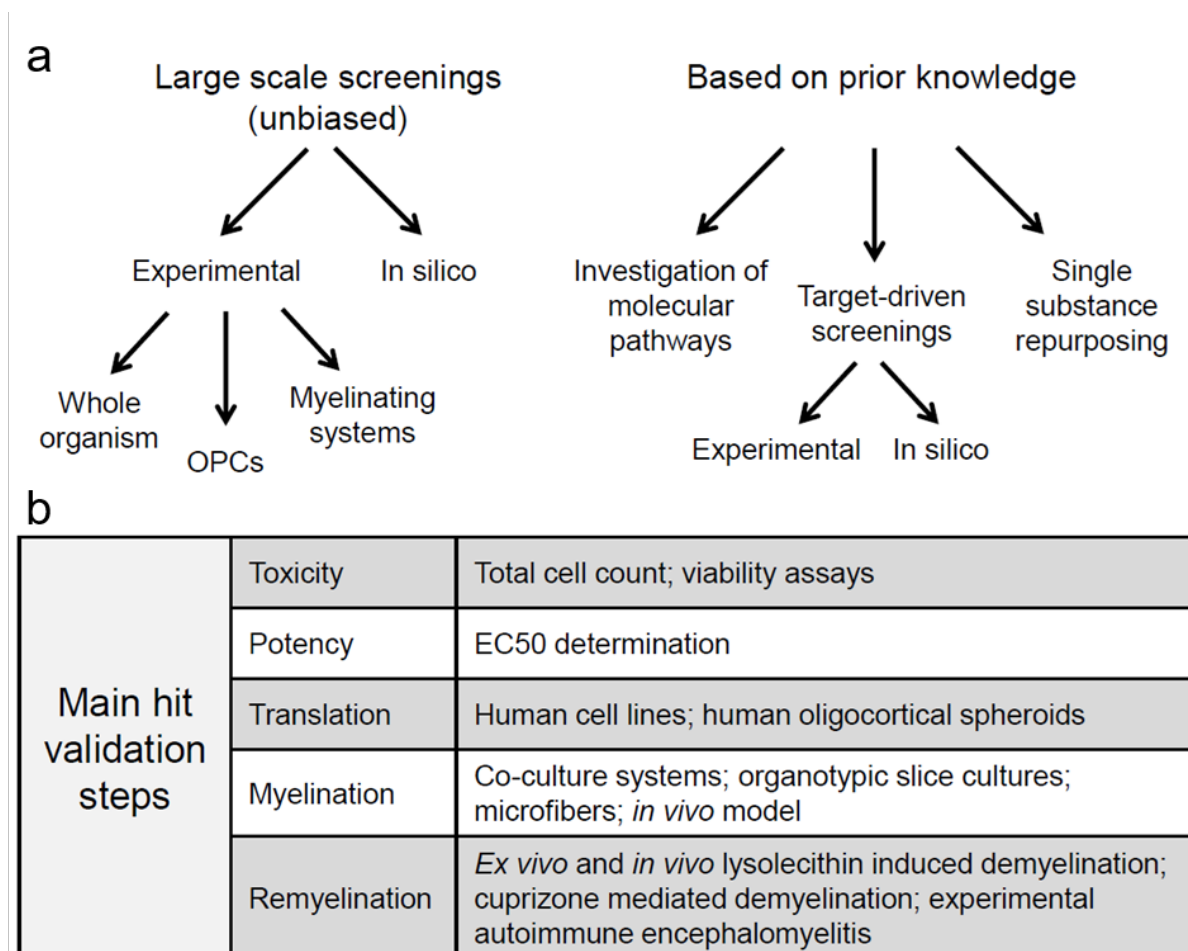 a
Large scale screenings
(unbiased)
Based on prior knowledge
Experimental
In silico
Investigation of
molecular
pathways
Target-driven
screenings
Single
substance
repurposing
Whole
organism
OPCs
Myelinating
systems
Experimental
In silico
b
Main hit
validation
steps
Toxicity
Total cell count; viability assays
Potency
EC50 determination
Translation
Human cell lines; human oligocortical spheroids
Myelination
Co-culture systems; organotypic slice cultures;
microfibers; in vivo model
Remyelination
Ex vivo and in vivo lysolecithin induced demyelination;
cuprizone mediated demyelination; experimental
autoimmune encephalomyelitis